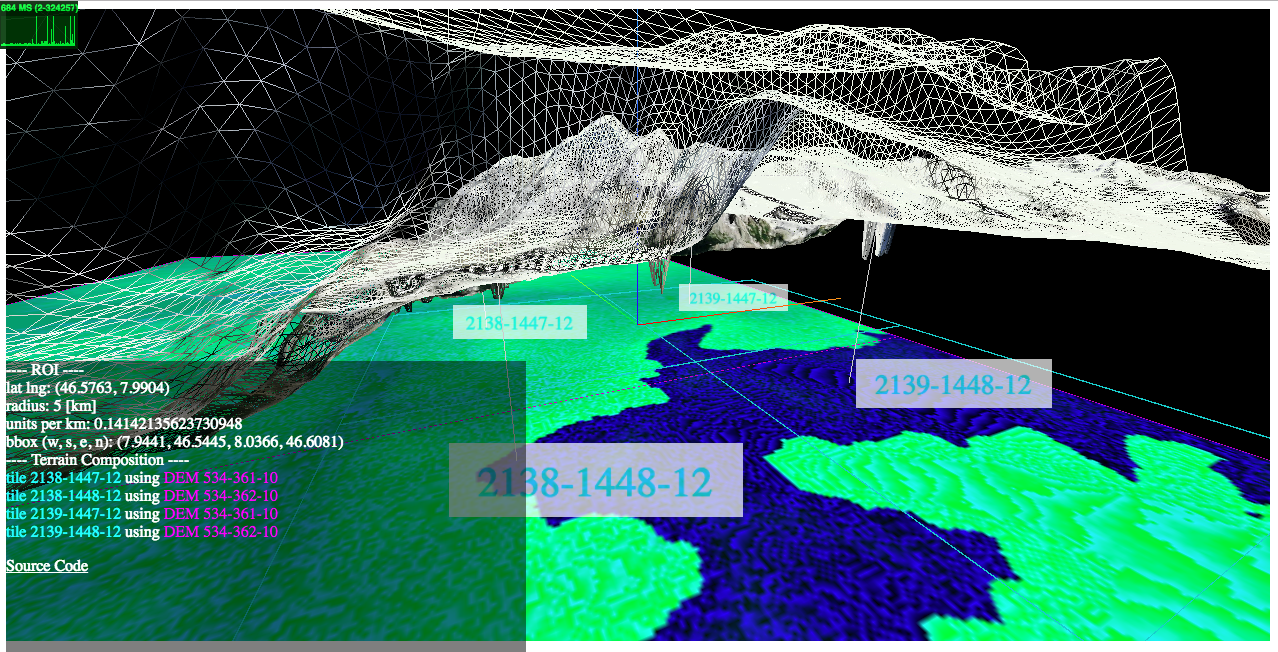 684 MS (2-324257)
2139-1447-12
2138-1447-12
2139-1448-12
2138-1448-12
---- ROI ----
lat lng: (46.5763, 7.9904)
radius: 5 [km]
units per km: 0.14142135623730948
bbox (w, s, e, n): (7.9441, 46.5445, 8.0366, 46.6081)
---- Terrain Composition ----
tile 2138-1447-12 using DEM 534-361-10
tile 2138-1448-12 using DEM 534-362-10
tile 2139-1447-12 using DEM 534-361-10
tile 2139-1448-12 using DEM 534-362-10
Source Code